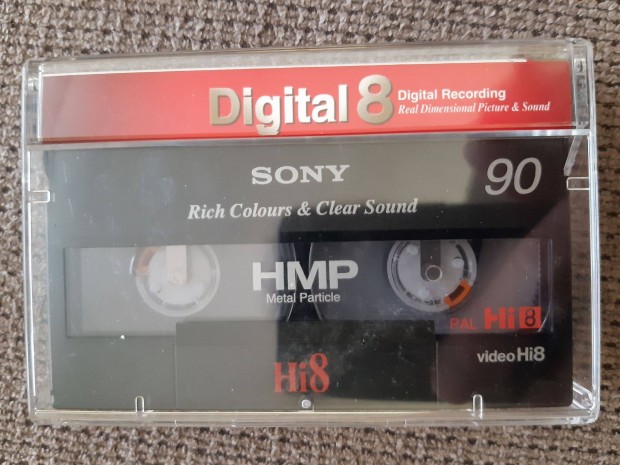 Digital 8 Digital Recording
Real Dimensional Picture & Sound
SONY 90
Rich Colours & Clear Sound
HMP
Metal Particle
PAL Hi8
Hi8
video Hi8